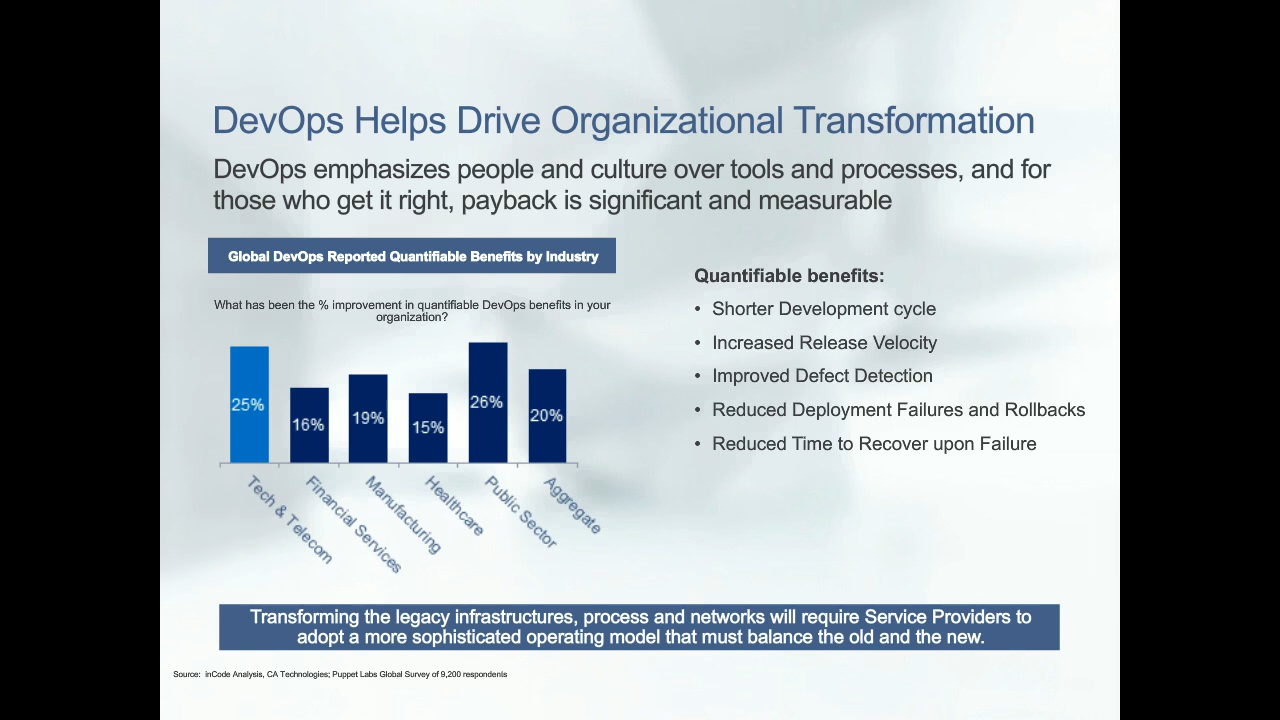 DevOps Helps Drive Organizational Transformation
DevOps emphasizes people and culture over tools and processes, and for
those who get it right, payback is significant and measurable
Global DevOps Reported Quantifiable Benefits by Industry
What has been the % improvement in quantifiable DevOps benefits in your
organization?
25%
16%
19%
15%
26%
20%
Tech & Telecom
Financial Services
Manufacturing
Healthcare
Public Sector
Aggregate
Quantifiable benefits:
• Shorter Development cycle
• Increased Release Velocity
• Improved Defect Detection
• Reduced Deployment Failures and Rollbacks
• Reduced Time to Recover upon Failure
Transforming the legacy infrastructures, process and networks will require Service Providers to
adopt a more sophisticated operating model that must balance the old and the new.
Source: inCode Analysis, CA Technologies; Puppet Labs Global Survey of 9,200 respondents